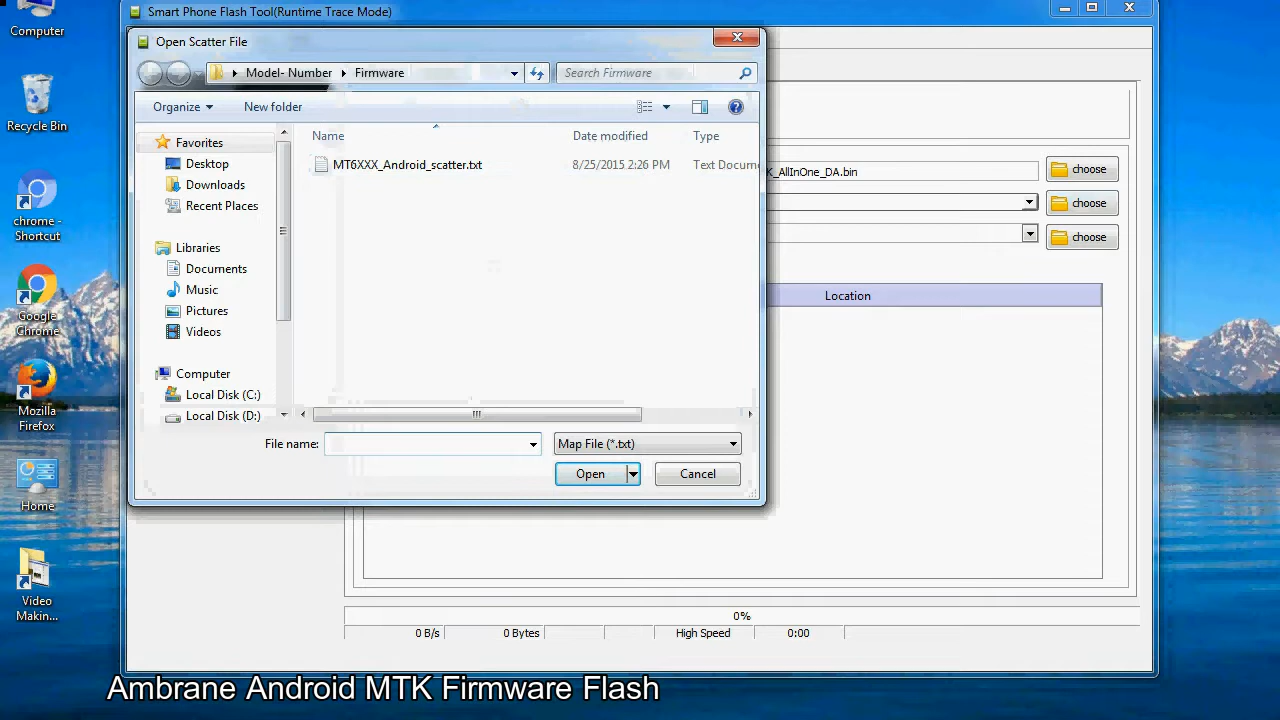 Computer
Recycle Bin
chrome -
Shortcut
Google
Chrome
Mozilla
Firefox
Home
Video
Makin...
Smart Phone Flash Tool(Runtime Trace Mode)
Open Scatter File
Model- Number
Firmware
Search Firmware
Organize
New folder
Favorites
Desktop
Downloads
Recent Places
Libraries
Documents
Music
Pictures
Videos
Computer
Local Disk (C:)
Local Disk (D:)
Name
Date modified
Type
MT6XXX_Android_scatter.txt
8/25/2015 2:26 PM
Text Docum
File name:
Map File (*.txt)
Open
Cancel
K_AllInOne_DA.bin
choose
choose
choose
Location
0%
0 B/s
0 Bytes
High Speed
0:00
Ambrane Android MTK Firmware Flash